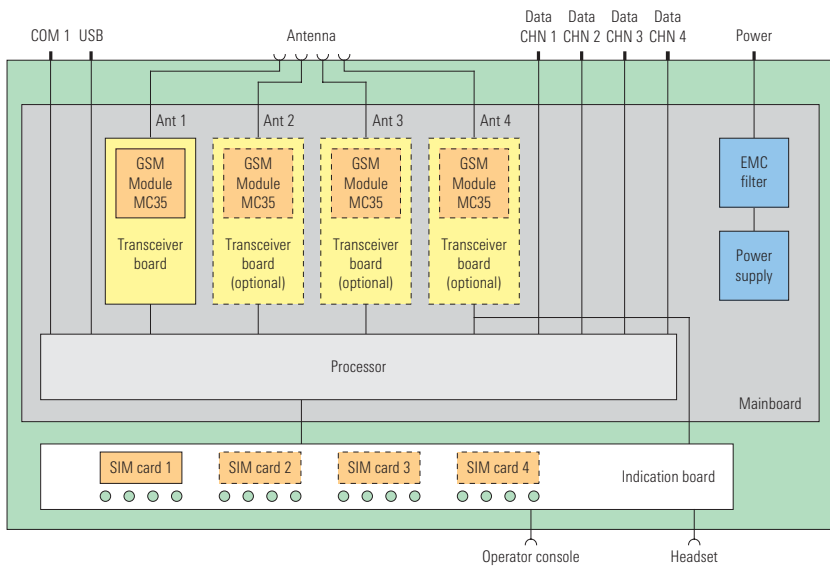 COM 1 USB
Antenna
Data CHN 1
Data CHN 2
Data CHN 3
Data CHN 4
Power
Ant 1
Ant 2
Ant 3
Ant 4
GSM
Module
MC35
Transceiver
board
GSM
Module
MC35
Transceiver
board
(optional)
GSM
Module
MC35
Transceiver
board
(optional)
GSM
Module
MC35
Transceiver
board
(optional)
EMC
filter
Power
supply
Processor
Mainboard
SIM card 1
SIM card 2
SIM card 3
SIM card 4
Indication board
Operator console
Headset